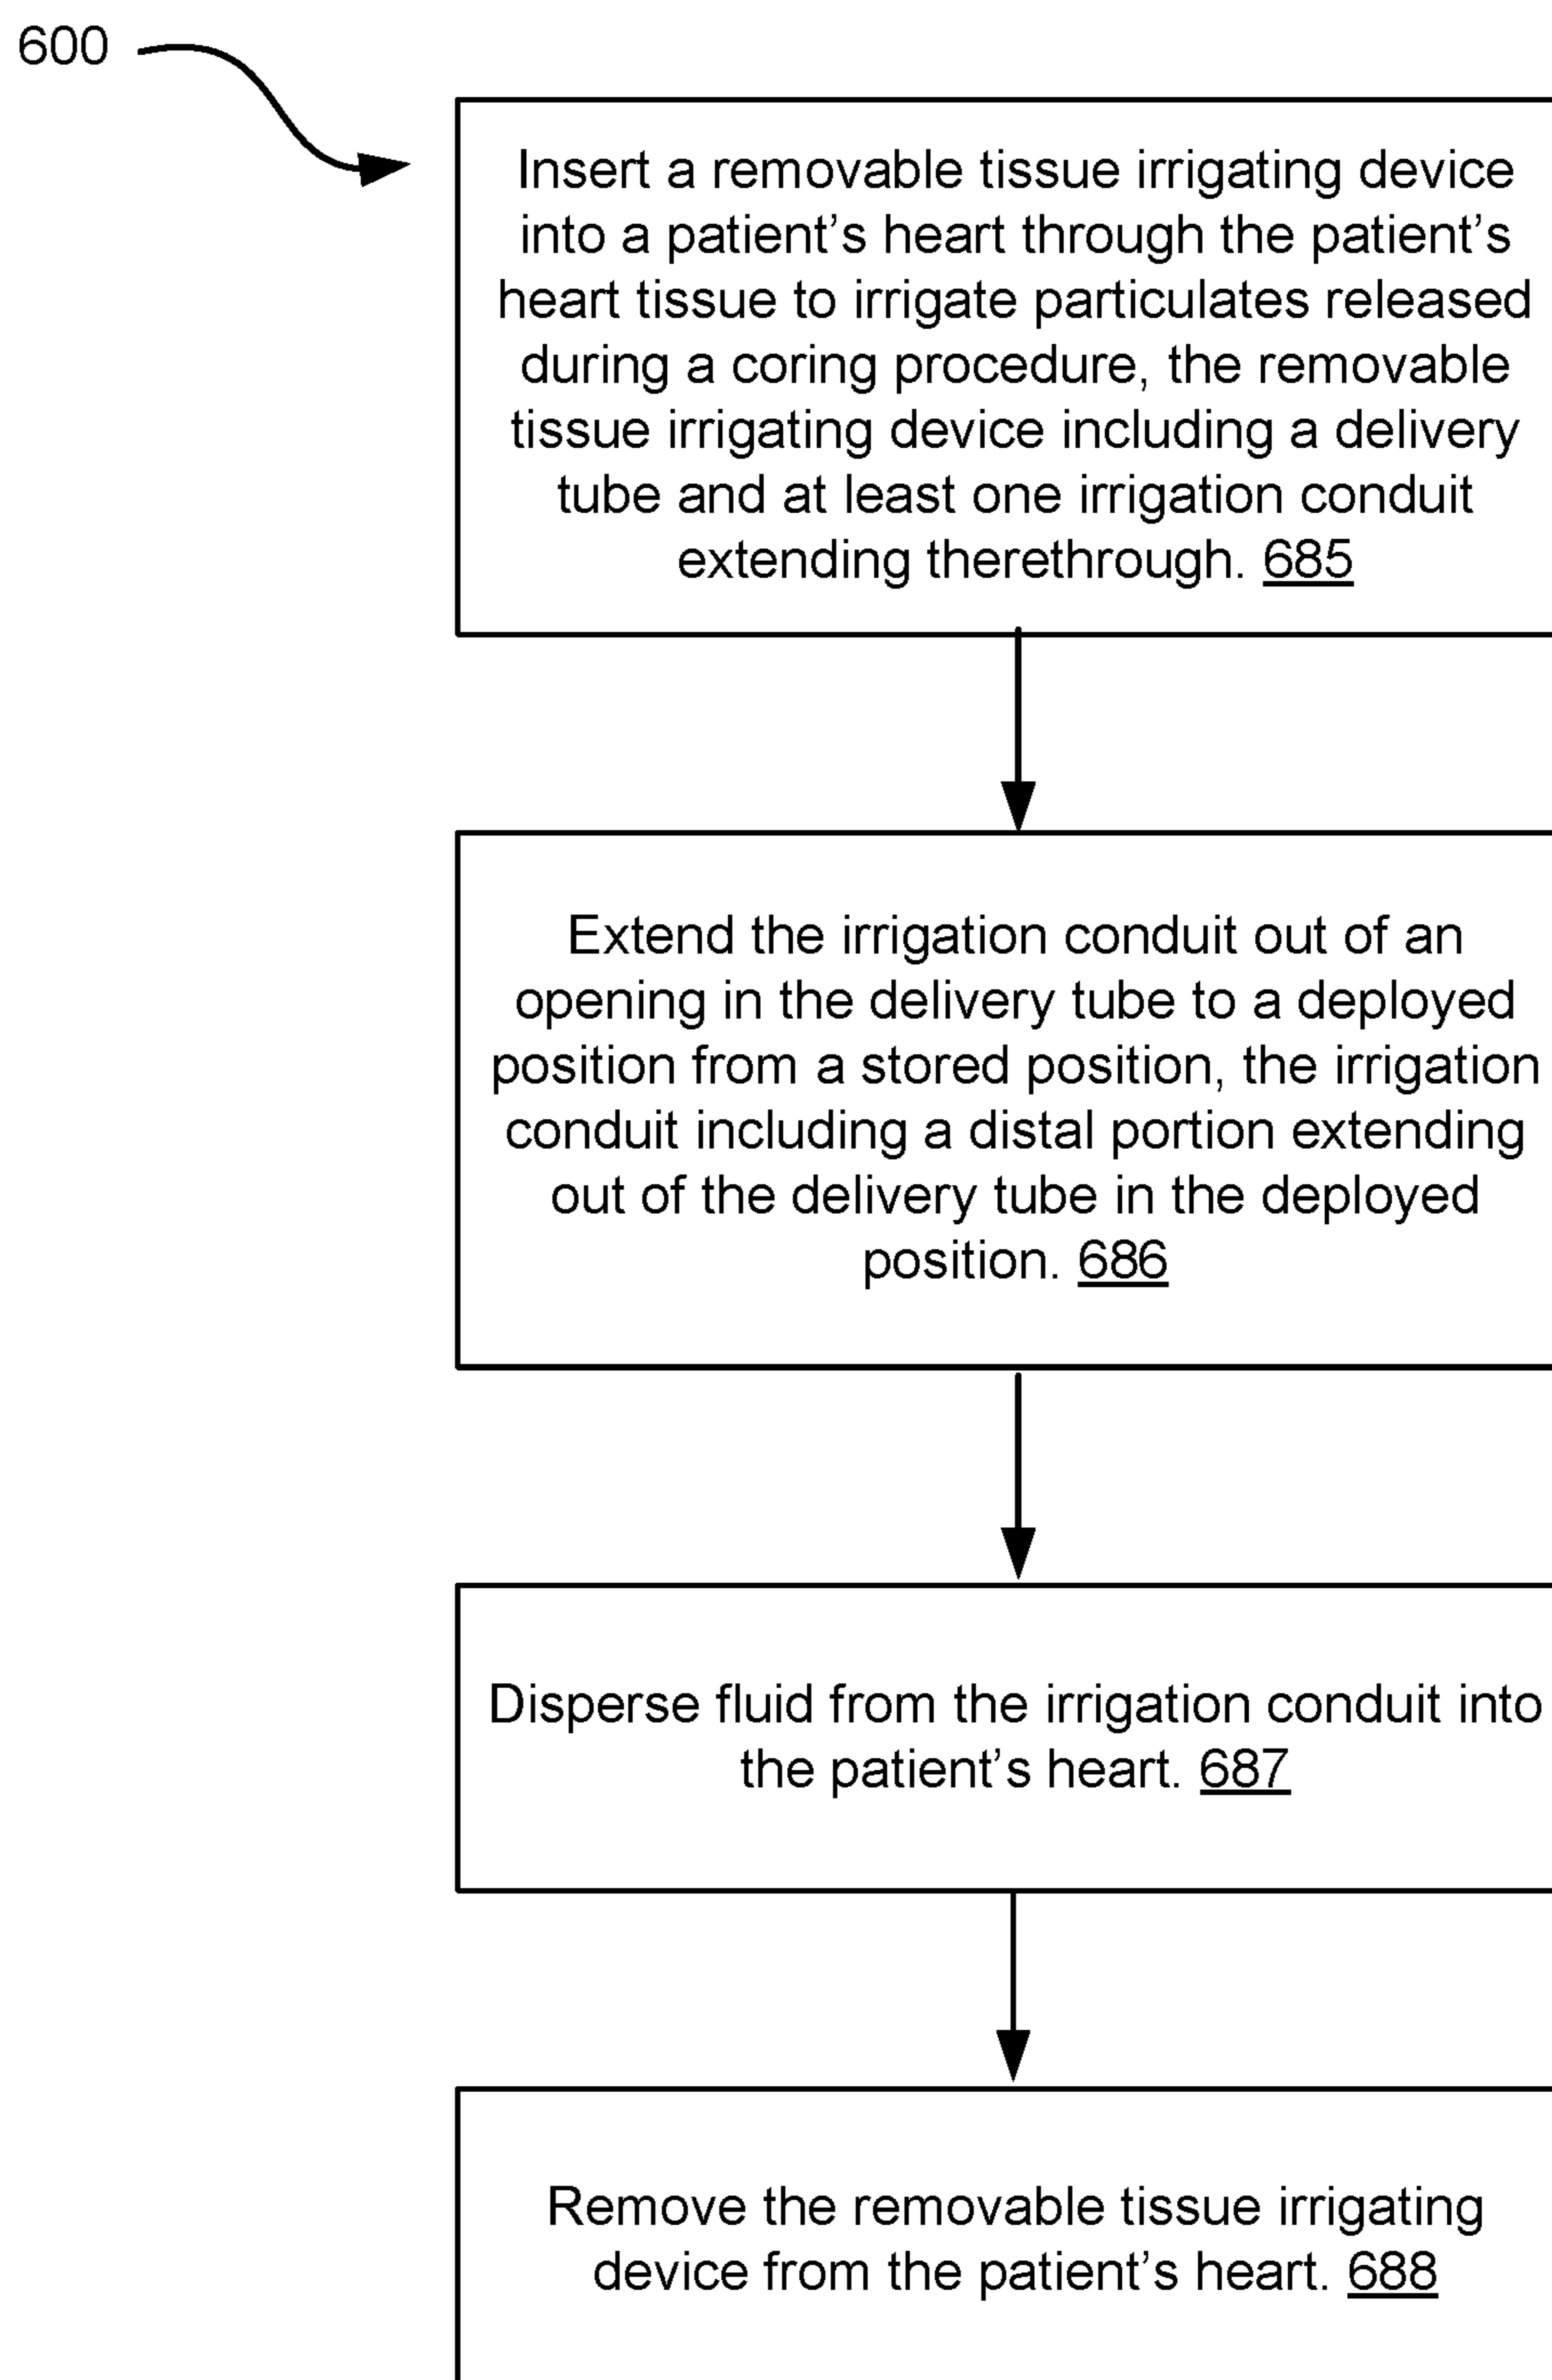 600
Insert a removable tissue irrigating device
into a patient’s heart through the patient’s
heart tissue to irrigate particulates released
during a coring procedure, the removable
tissue irrigating device including a delivery
tube and at least one irrigation conduit
extending therethrough. 685
Extend the irrigation conduit out of an
opening in the delivery tube to a deployed
position from a stored position, the irrigation
conduit including a distal portion extending
out of the delivery tube in the deployed
position. 686
Disperse fluid from the irrigation conduit into
the patient’s heart. 687
Remove the removable tissue irrigating
device from the patient’s heart. 688